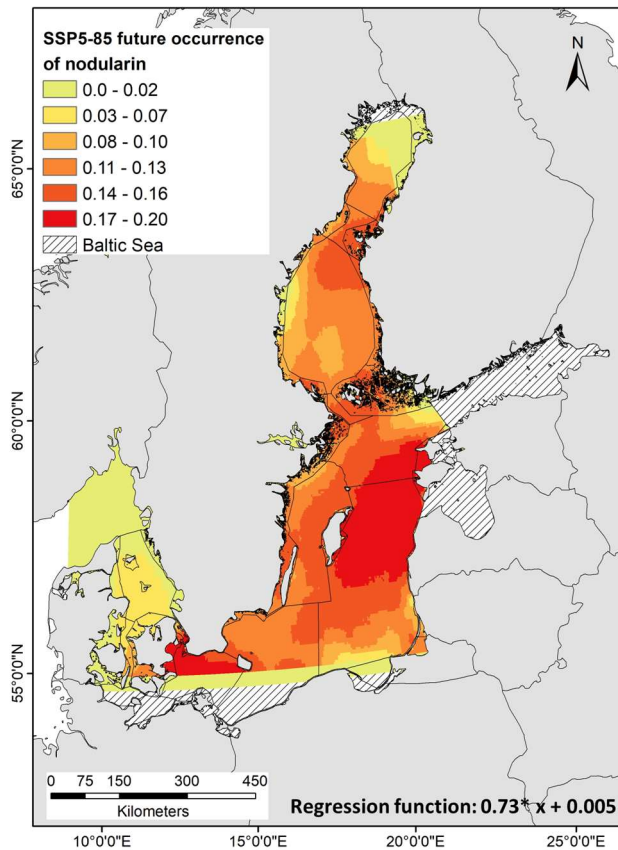 SSP5-85 future occurrence
of nodularin
0.0 - 0.02
0.03 - 0.07
0.08 - 0.10
0.11 - 0.13
0.14 - 0.16
0.17 - 0.20
Baltic Sea
N
65°0'0"N
60°0'0"N
55°0'0"N
0 75 150 300 450
Kilometers
Regression function: 0.73* x + 0.005
10°0'0"E 15°0'0"E 20°0'0"E 25°0'0"E